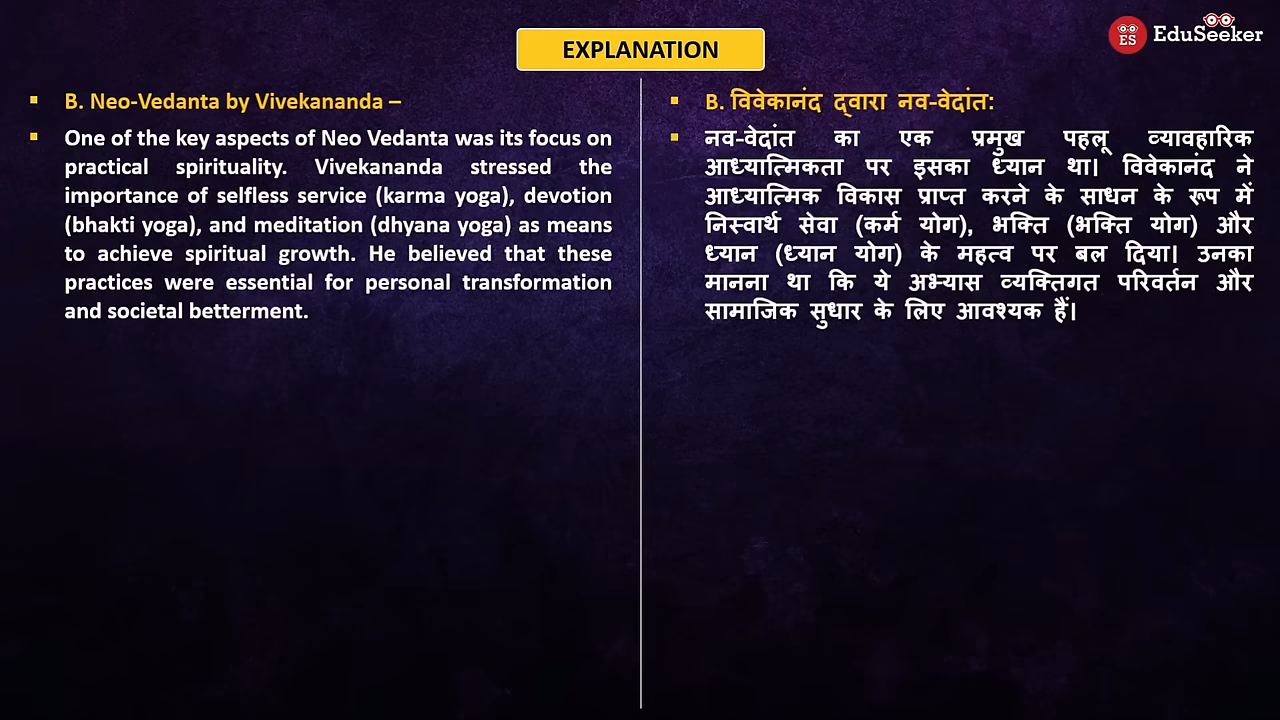 EXPLANATION
ES EduSeeker
B. Neo-Vedanta by Vivekananda –
One of the key aspects of Neo Vedanta was its focus on
practical spirituality. Vivekananda stressed the
importance of selfless service (karma yoga), devotion
(bhakti yoga), and meditation (dhyana yoga) as means
to achieve spiritual growth. He believed that these
practices were essential for personal transformation
and societal betterment.
B. विवेकानंद द्वारा नव-वेदांत:
नव-वेदांत का एक प्रमुख पहलू व्यावहारिक
आध्यात्मिकता पर इसका ध्यान था। विवेकानंद ने
आध्यात्मिक विकास प्राप्त करने के साधन के रूप में
निस्वार्थ सेवा (कर्म योग), भक्ति (भक्ति योग) और
ध्यान (ध्यान योग) के महत्व पर बल दिया। उनका
मानना था कि ये अभ्यास व्यक्तिगत परिवर्तन और
सामाजिक सुधार के लिए आवश्यक हैं।